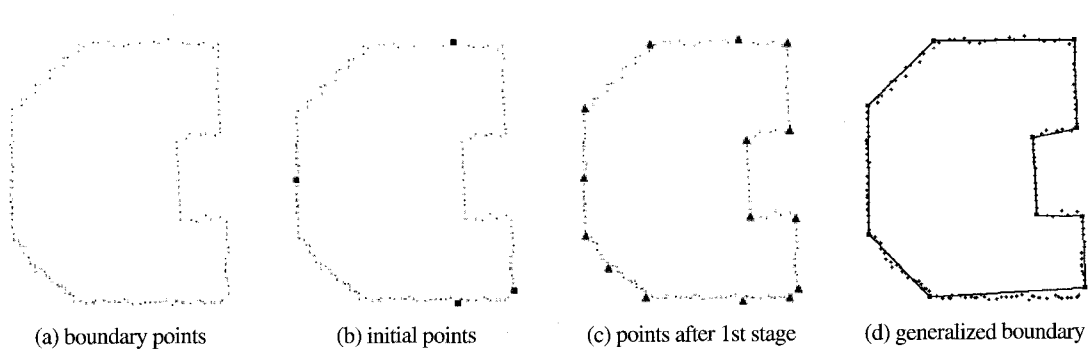 (a) boundary points
(b) initial points
(c) points after 1st stage
(d) generalized boundary